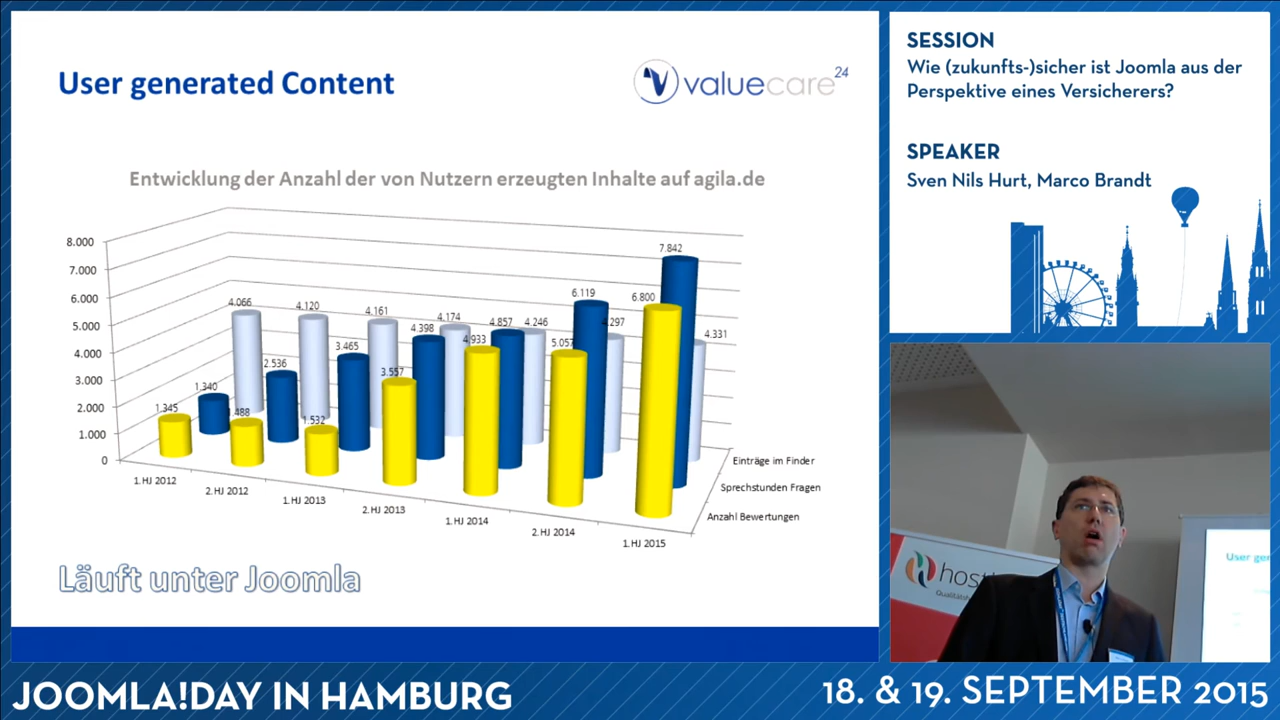 User generated Content
valuecare24
Entwicklung der Anzahl der von Nutzern erzeugten Inhalte auf agila.de
8.000
7.000
6.000
5.000
4.000
3.000
2.000
1.000
0
4.066
4.120
4.161
4.174
4.246
4.297
4.331
1.340
2.536
3.465
4.398
4.857
6.119
7.842
1.345
1.488
1.532
3.557
4.933
5.057
6.800
1. HJ 2012
2. HJ 2012
1. HJ 2013
2. HJ 2013
1. HJ 2014
2. HJ 2014
1. HJ 2015
Einträge im Finder
Sprechstunden Fragen
Anzahl Bewertungen
Läuft unter Joomla
SESSION
Wie (zukunfts-)sicher ist Joomla aus der
Perspektive eines Versicherers?
SPEAKER
Sven Nils Hurt, Marco Brandt
User ger
JOOMLA!DAY IN HAMBURG
18. & 19. SEPTEMBER 2015